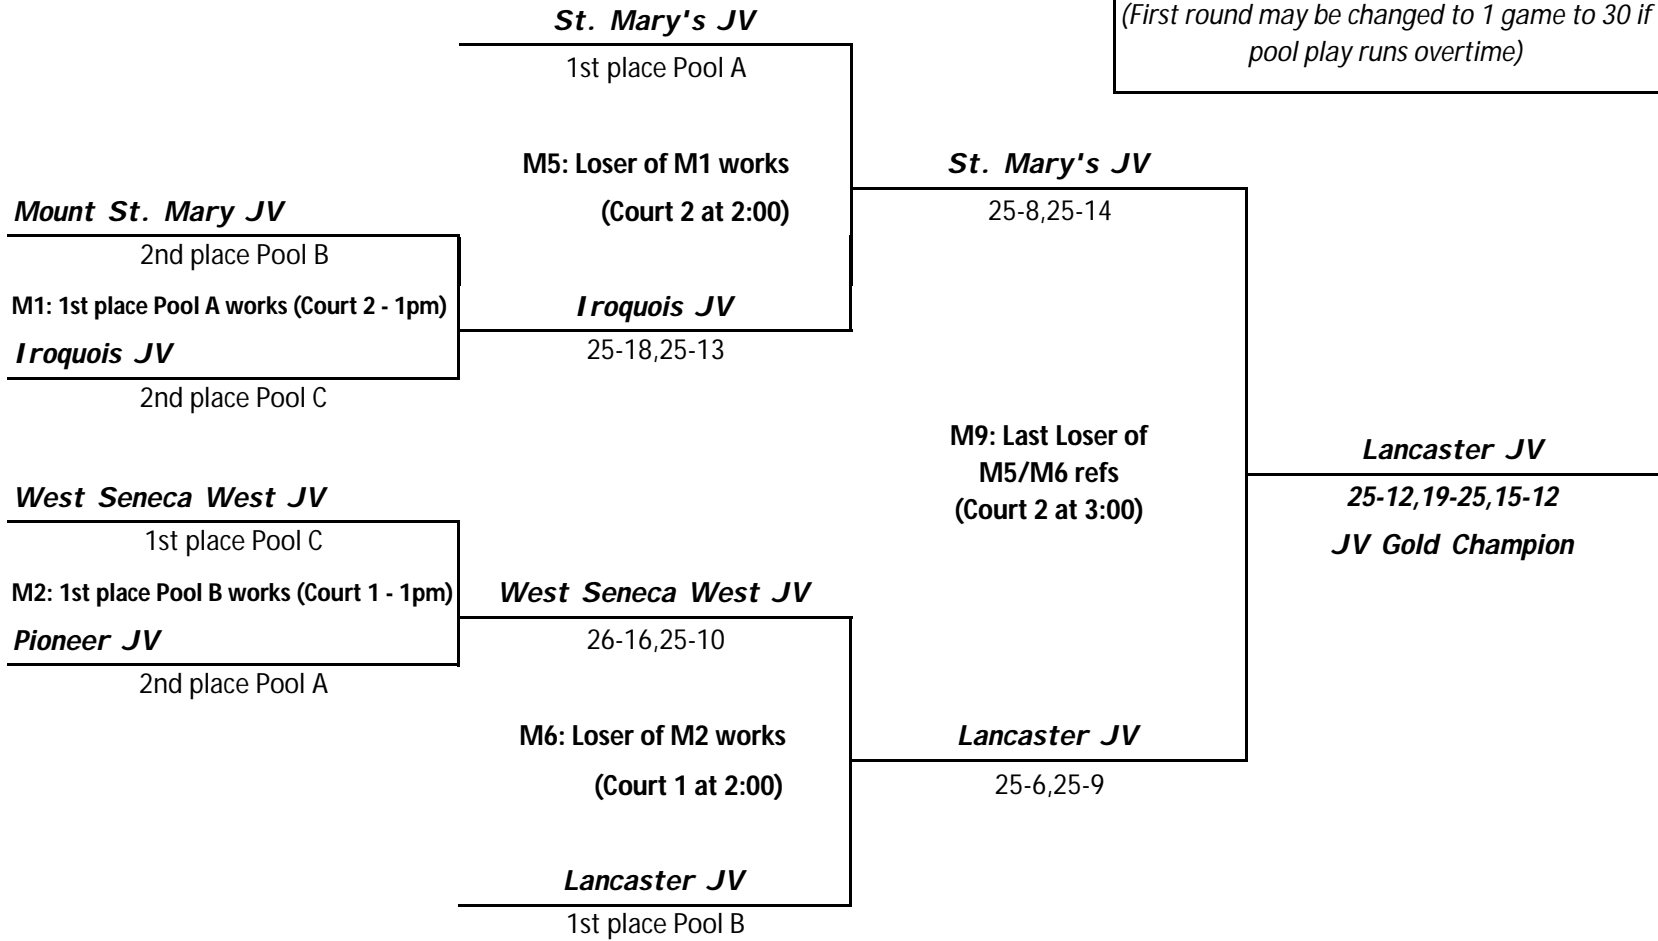 (First round may be changed to 1 game to 30 if
pool play runs overtime)
St. Mary's JV
1st place Pool A
M5: Loser of M1 works
(Court 2 at 2:00)
St. Mary's JV
25-8,25-14
Mount St. Mary JV
2nd place Pool B
M1: 1st place Pool A works (Court 2 - 1pm)
Iroquois JV
2nd place Pool C
Iroquois JV
25-18,25-13
M9: Last Loser of
M5/M6 refs
(Court 2 at 3:00)
Lancaster JV
25-12,19-25,15-12
JV Gold Champion
West Seneca West JV
1st place Pool C
M2: 1st place Pool B works (Court 1 - 1pm)
Pioneer JV
2nd place Pool A
West Seneca West JV
26-16,25-10
M6: Loser of M2 works
(Court 1 at 2:00)
Lancaster JV
25-6,25-9
Lancaster JV
1st place Pool B